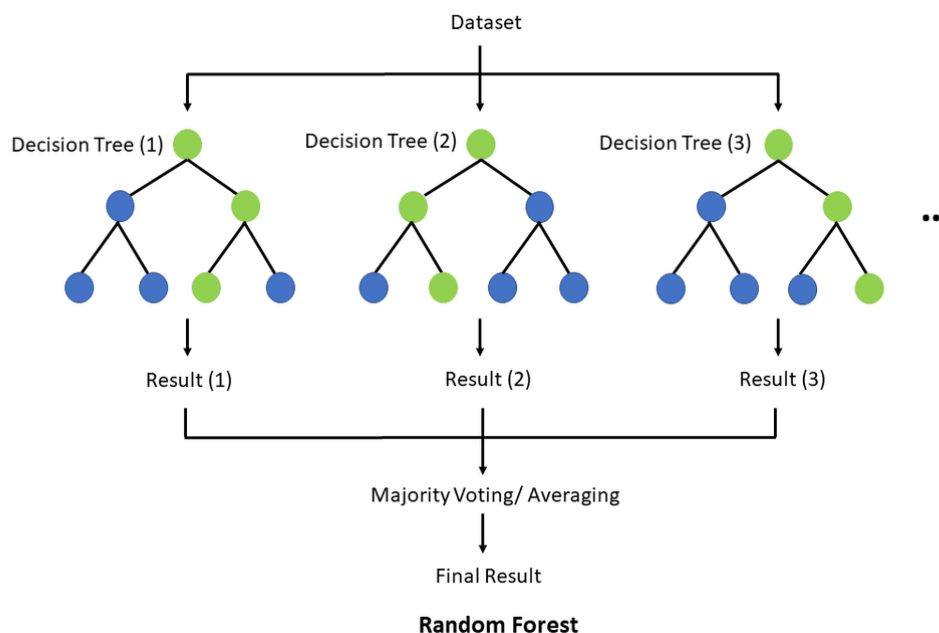 Dataset
Decision Tree (1)
Decision Tree (2)
Decision Tree (3)
..
Result (1)
Result (2)
Result (3)
Majority Voting/ Averaging
Final Result
Random Forest